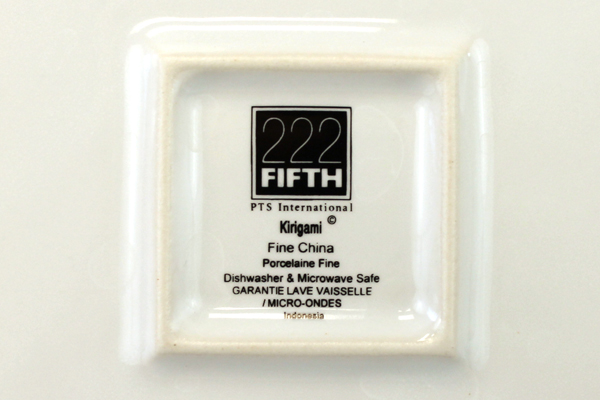 222
FIFTH
PTS International
Kirigami ©
Fine China
Porcelaine Fine
Dishwasher & Microwave Safe
GARANTIE LAVE VAISSELLE
/ MICRO-ONDES
Indonesia